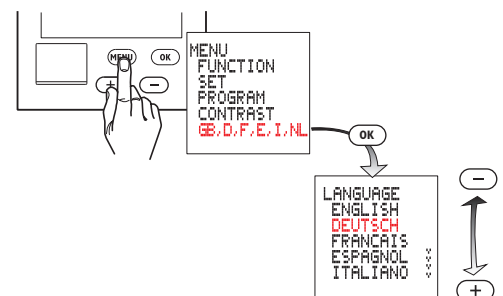 MENU
OK
+
−
MENU
FUNCTION
SET
PROGRAM
CONTRAST
GB,D,F,E,I,NL
OK
LANGUAGE
ENGLISH
DEUTSCH
FRANCAIS
ESPAGNOL
ITALIANO
−
+